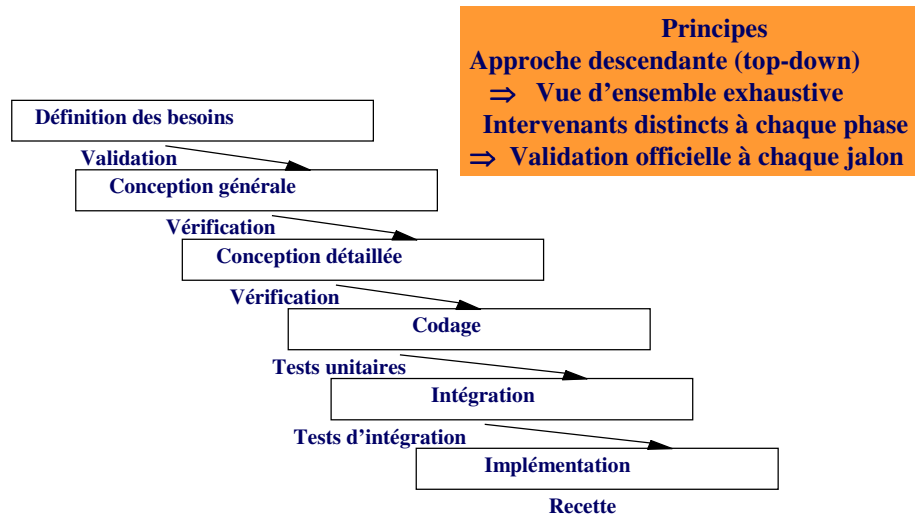 Principes
Approche descendante (top-down)
⇒ Vue d’ensemble exhaustive
Intervenants distincts à chaque phase
⇒ Validation officielle à chaque jalon
Définition des besoins
Validation
Conception générale
Vérification
Conception détaillée
Vérification
Codage
Tests unitaires
Intégration
Tests d’intégration
Implémentation
Recette